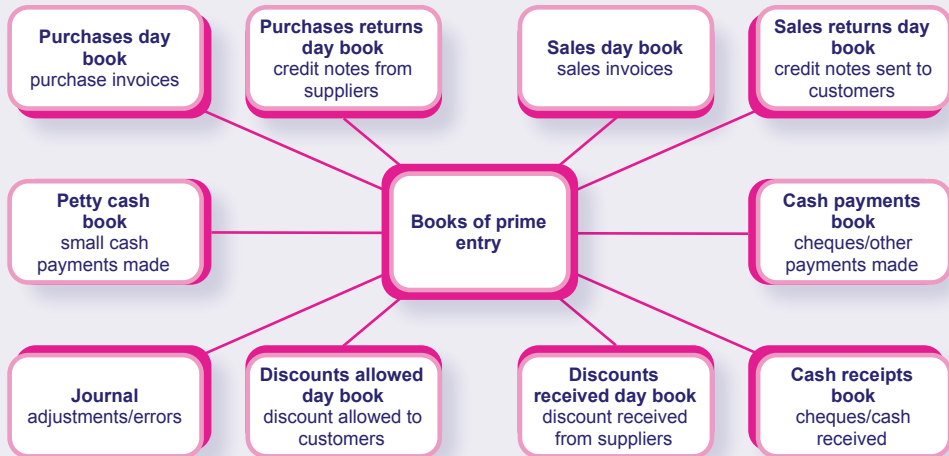 Purchases day
book
purchase invoices
Purchases returns
day book
credit notes from
suppliers
Sales day book
sales invoices
Sales returns day
book
credit notes sent to
customers
Petty cash
book
small cash
payments made
Books of prime
entry
Cash payments
book
cheques/other
payments made
Journal
adjustments/errors
Discounts allowed
day book
discount allowed to
customers
Discounts
received day book
discount received
from suppliers
Cash receipts
book
cheques/cash
received